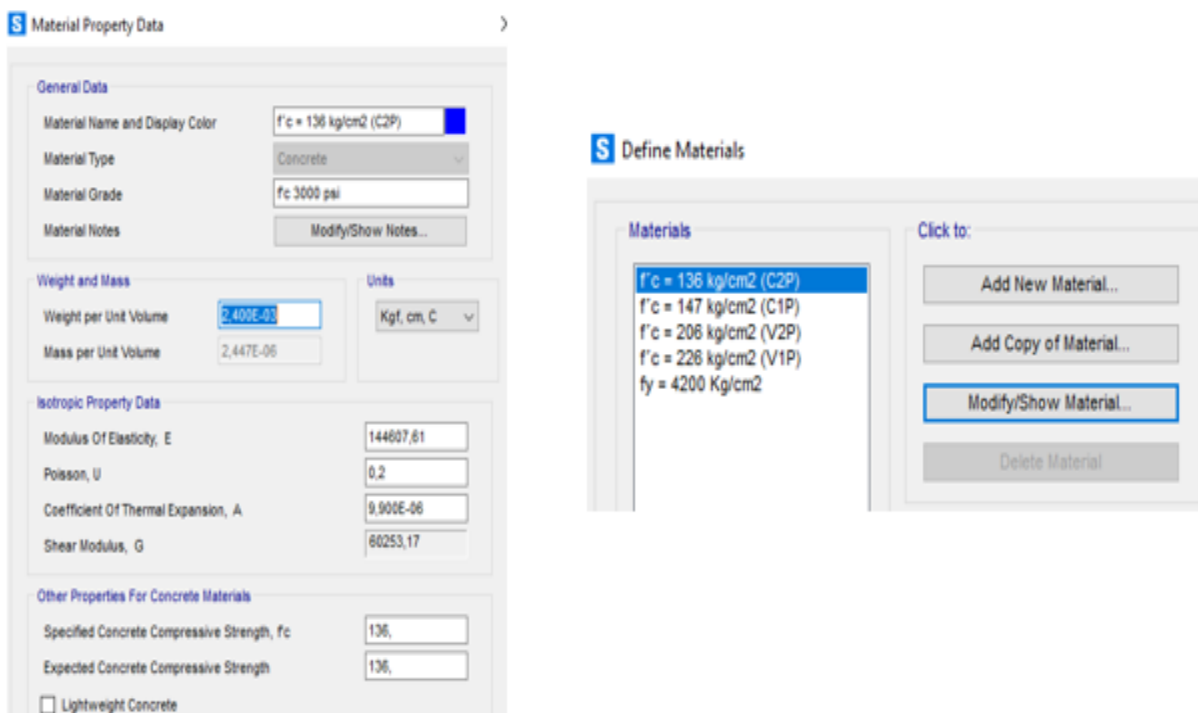 S Material Property Data
General Data
Material Name and Display Color f´c = 136 kg/cm2 (C2P)
Material Type Concrete
Material Grade f'c 3000 psi
Material Notes Modify/Show Notes...
Weight and Mass Units
Weight per Unit Volume 2,400E-03 Kgf, cm, C
Mass per Unit Volume 2,447E-06
Isotropic Property Data
Modulus Of Elasticity, E 144607,61
Poisson, U 0,2
Coefficient Of Thermal Expansion, A 9,900E-06
Shear Modulus, G 60253,17
Other Properties For Concrete Materials
Specified Concrete Compressive Strength, f'c 136,
Expected Concrete Compressive Strength 136,
Lightweight Concrete
S Define Materials
Materials
f´c = 136 kg/cm2 (C2P)
f´c = 147 kg/cm2 (C1P)
f´c = 206 kg/cm2 (V2P)
f´c = 226 kg/cm2 (V1P)
fy = 4200 Kg/cm2
Click to:
Add New Material...
Add Copy of Material...
Modify/Show Material...
Delete Material